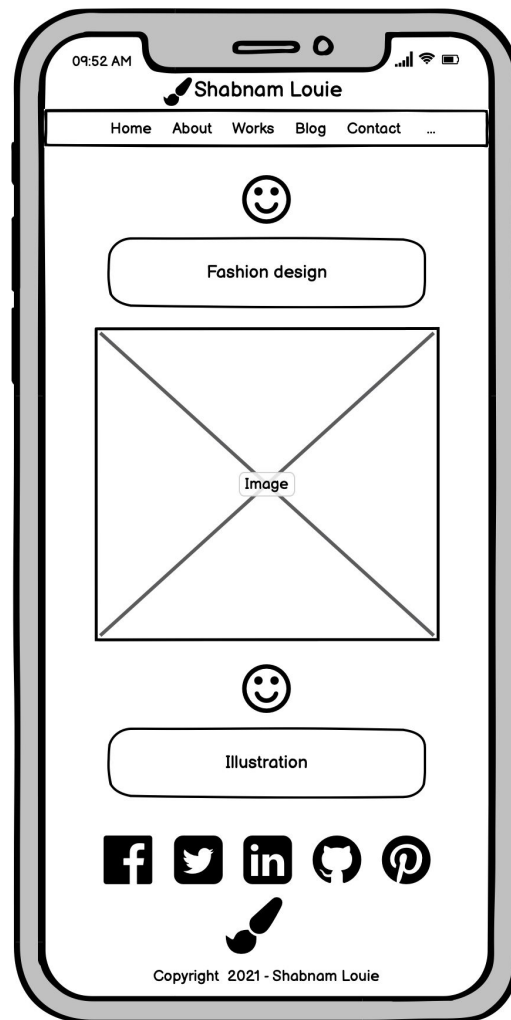 09:52 AM
Shabnam Louie
Home About Works Blog Contact ...
Fashion design
Image
Illustration
Copyright 2021 - Shabnam Louie